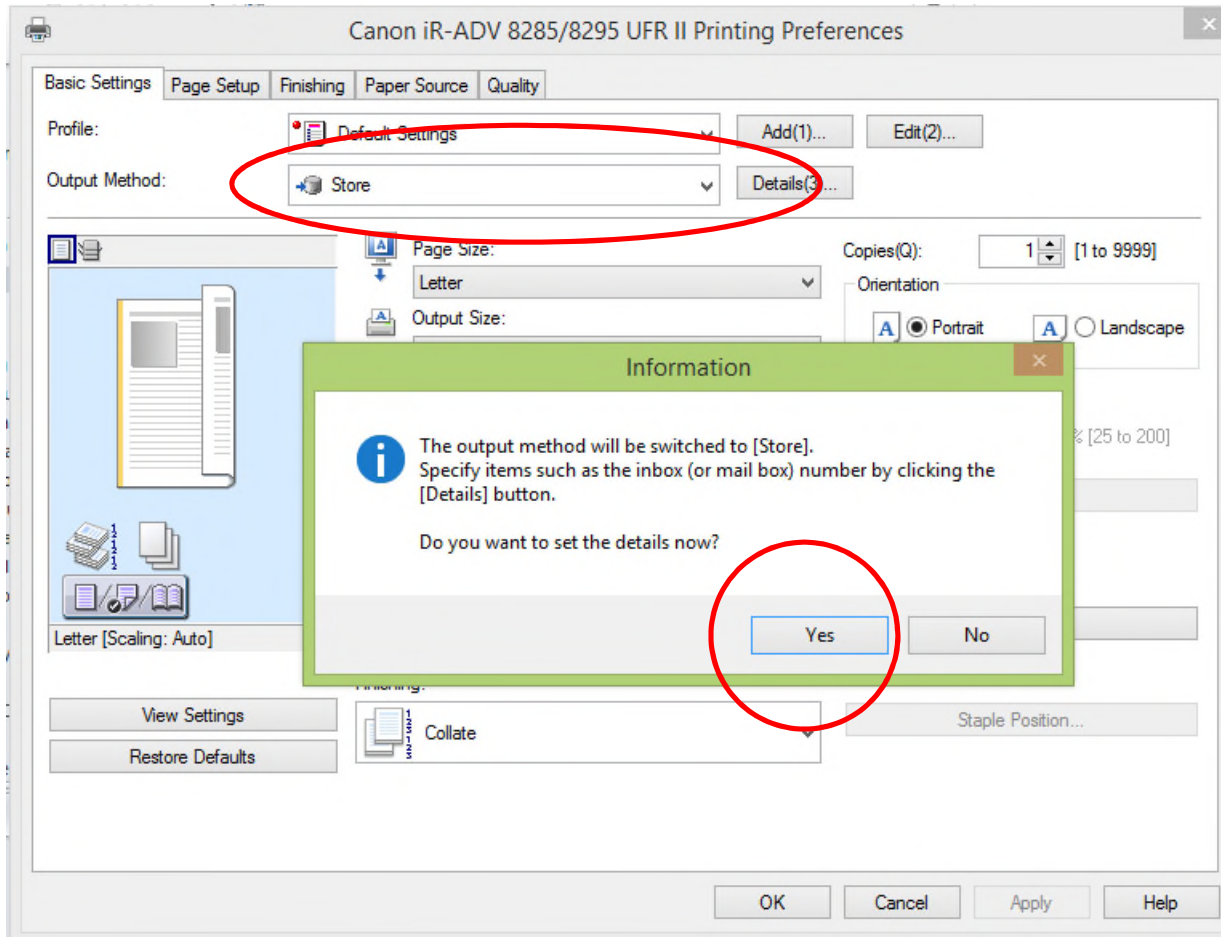 Canon iR-ADV 8285/8295 UFR II Printing Preferences
Basic Settings Page Setup Finishing Paper Source Quality
Profile: Default Settings Add(1)... Edit(2)...
Output Method: Store Details(3)...
Page Size: Copies(Q): 1 [1 to 9999]
Letter Orientation
Output Size: A Portrait A Landscape
Information
% [25 to 200]
The output method will be switched to [Store].
Specify items such as the inbox (or mail box) number by clicking the
[Details] button.
Do you want to set the details now?
Yes No
Letter [Scaling: Auto]
Finishing:
View Settings Collate Staple Position...
Restore Defaults
OK Cancel Apply Help